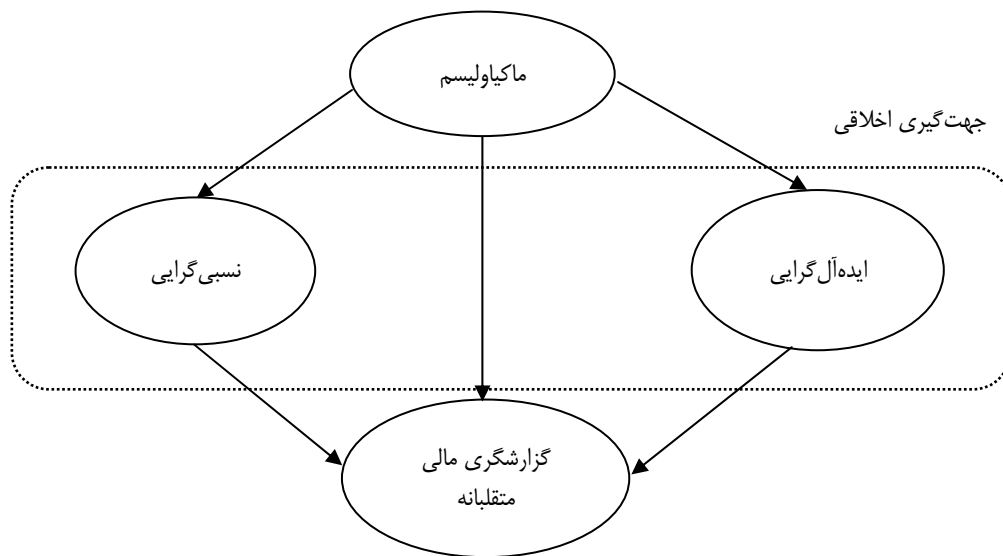 ماکیاولیسم
جهت‌گیری اخلاقی
ایده‌آل‌گرایی
نسبی‌گرایی
گزارشگری مالی
متقلبانه